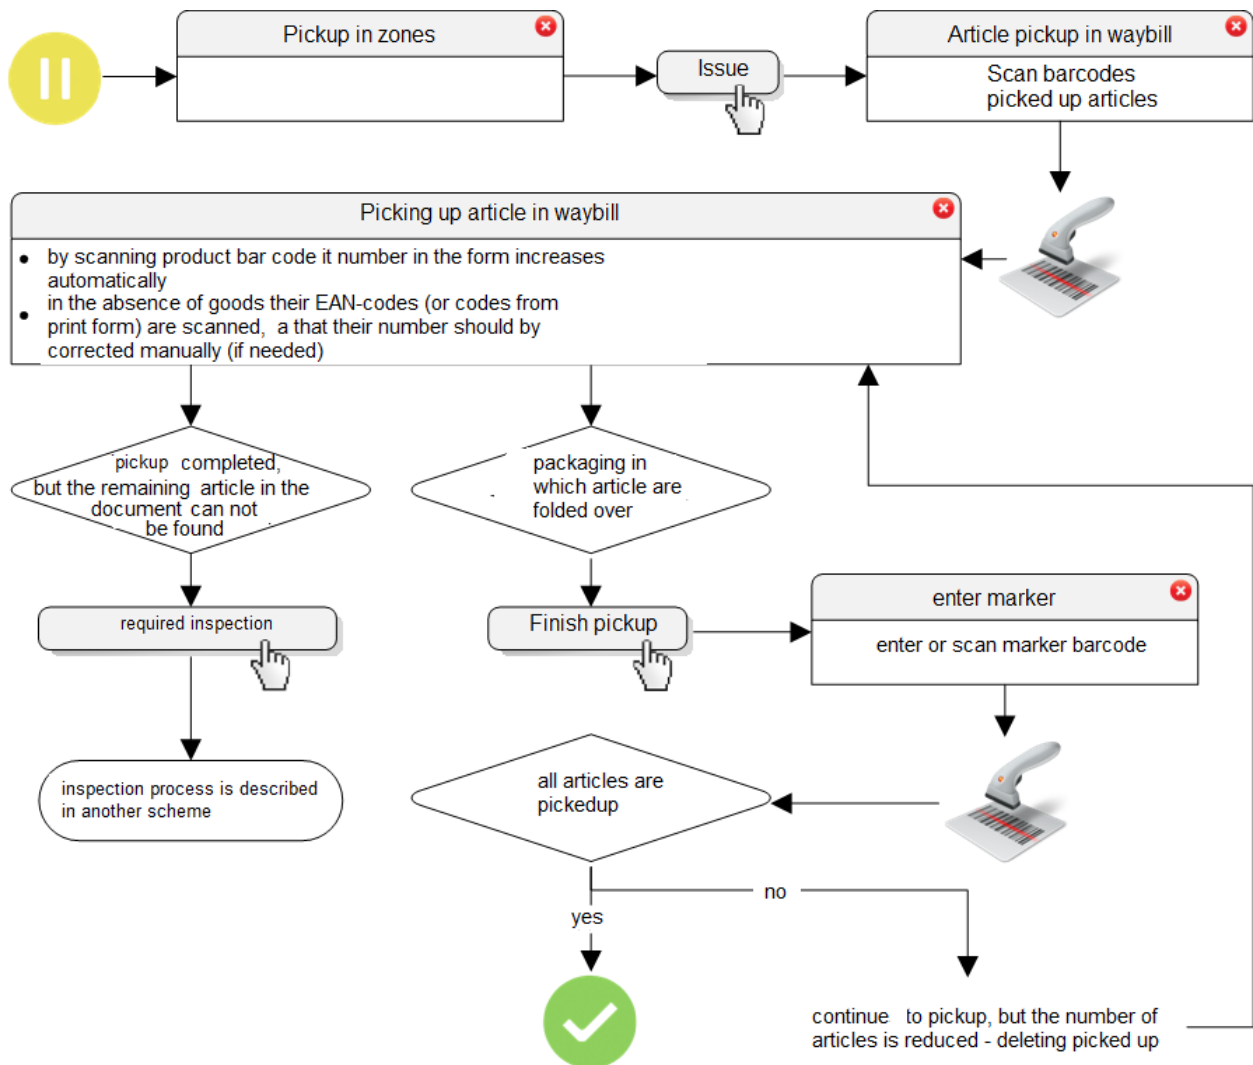 Pickup in zones
Issue
Article pickup in waybill
Scan barcodes
picked up articles
Picking up article in waybill
by scanning product bar code it number in the form increases
automatically
in the absence of goods their EAN-codes (or codes from
print form) are scanned, a that their number should by
corrected manually (if needed)
pickup completed,
but the remaining article in the
document can not
be found
packaging in
which article are
folded over
required inspection
Finish pickup
enter marker
enter or scan marker barcode
inspection process is described
in another scheme
all articles are
pickedup
no
yes
continue to pickup, but the number of
articles is reduced - deleting picked up